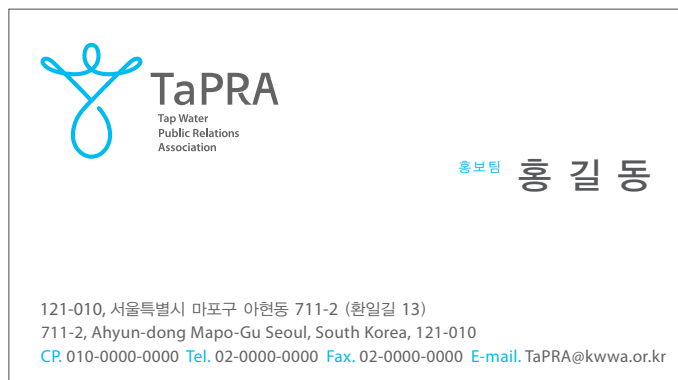 TaPRA
Tap Water
Public Relations
Association
홍보팀 홍 길 동
121-010, 서울특별시 마포구 아현동 711-2 (환일길 13)
711-2, Ahyun-dong Mapo-Gu Seoul, South Korea, 121-010
CP. 010-0000-0000 Tel. 02-0000-0000 Fax. 02-0000-0000 E-mail. TaPRA@kwwa.or.kr